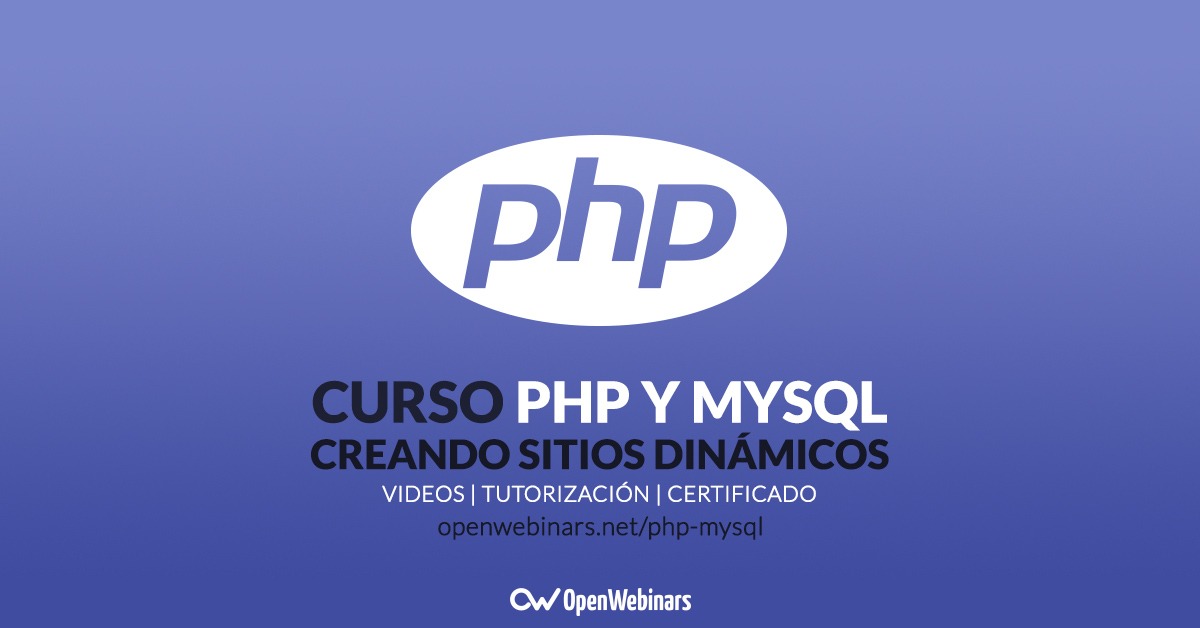 php
CURSO PHP Y MYSQL
CREANDO SITIOS DINÁMICOS
VIDEOS | TUTORIZACIÓN | CERTIFICADO
openwebinars.net/php-mysql
OpenWebinars